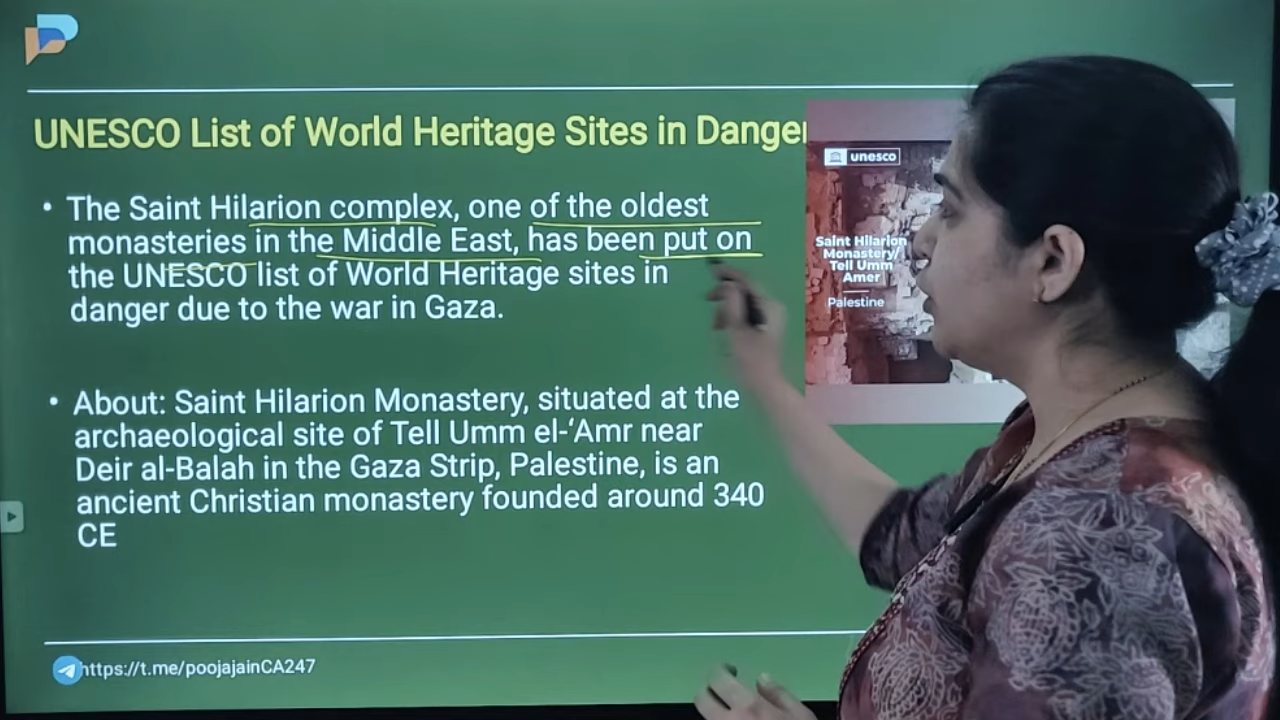 UNESCO List of World Heritage Sites in Danger
unesco
• The Saint Hilarion complex, one of the oldest
monasteries in the Middle East, has been put on
the UNESCO list of World Heritage sites in
danger due to the war in Gaza.
Saint Hilarion
Monastery/
Tell Umm
Amer
Palestine
• About: Saint Hilarion Monastery, situated at the
archaeological site of Tell Umm el-‘Amr near
Deir al-Balah in the Gaza Strip, Palestine, is an
ancient Christian monastery founded around 340
CE
https://t.me/poojajainCA247